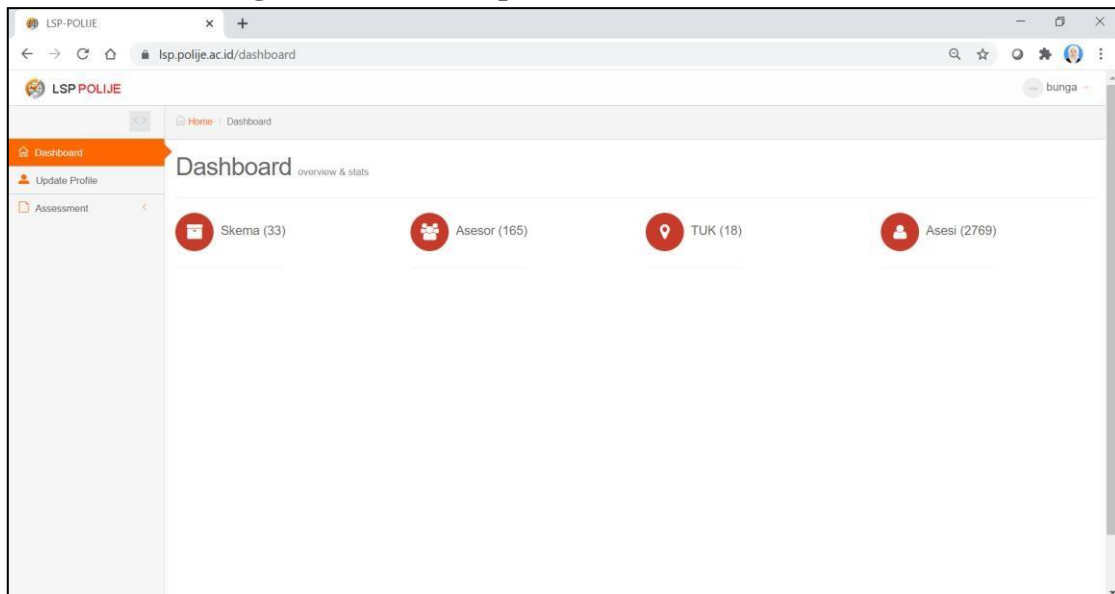 LSP-POLIJE
lsp.polije.ac.id/dashboard
LSP POLIJE
bunga
Home / Dashboard
Dashboard
Update Profile
Assessment
Dashboard overview & stats
Skema (33)
Asesor (165)
TUK (18)
Asesi (2769)